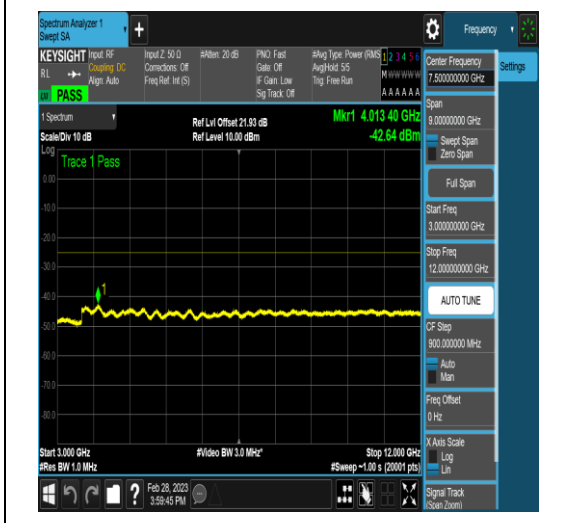 Spectrum Analyzer 1
Swept SA
+
Frequency
KEYSIGHT
RL
PASS
Input: RF
Coupling: DC
Align: Auto
Input Z: 50 Ω
Corrections: Off
Freq Ref: Int (S)
#Atten: 20 dB
PNO: Fast
Gate: Off
IF Gain: Low
Sig Track: Off
#Avg Type: Power (RMS
Avg|Hold: 5/5
Trig: Free Run
1 2 3 4 5 6
M W W W W W
A A A A A A
1 Spectrum
Scale/Div 10 dB
Ref Lvl Offset 21.93 dB
Ref Level 10.00 dBm
Mkr1 4.013 40 GHz
-42.64 dBm
Log
Trace 1 Pass
0.00
-10.0
-20.0
-30.0
-40.0
-50.0
-60.0
-70.0
-80.0
1
Start 3.000 GHz
#Res BW 1.0 MHz
#Video BW 3.0 MHz*
Stop 12.000 GHz
#Sweep ~1.00 s (20001 pts)
Feb 28, 2023
3:59:45 PM
Center Frequency
7.500000000 GHz
Settings
Span
9.00000000 GHz
Swept Span
Zero Span
Full Span
Start Freq
3.000000000 GHz
Stop Freq
12.000000000 GHz
AUTO TUNE
CF Step
900.000000 MHz
Auto
Man
Freq Offset
0 Hz
X Axis Scale
Log
Lin
Signal Track
(Span Zoom)